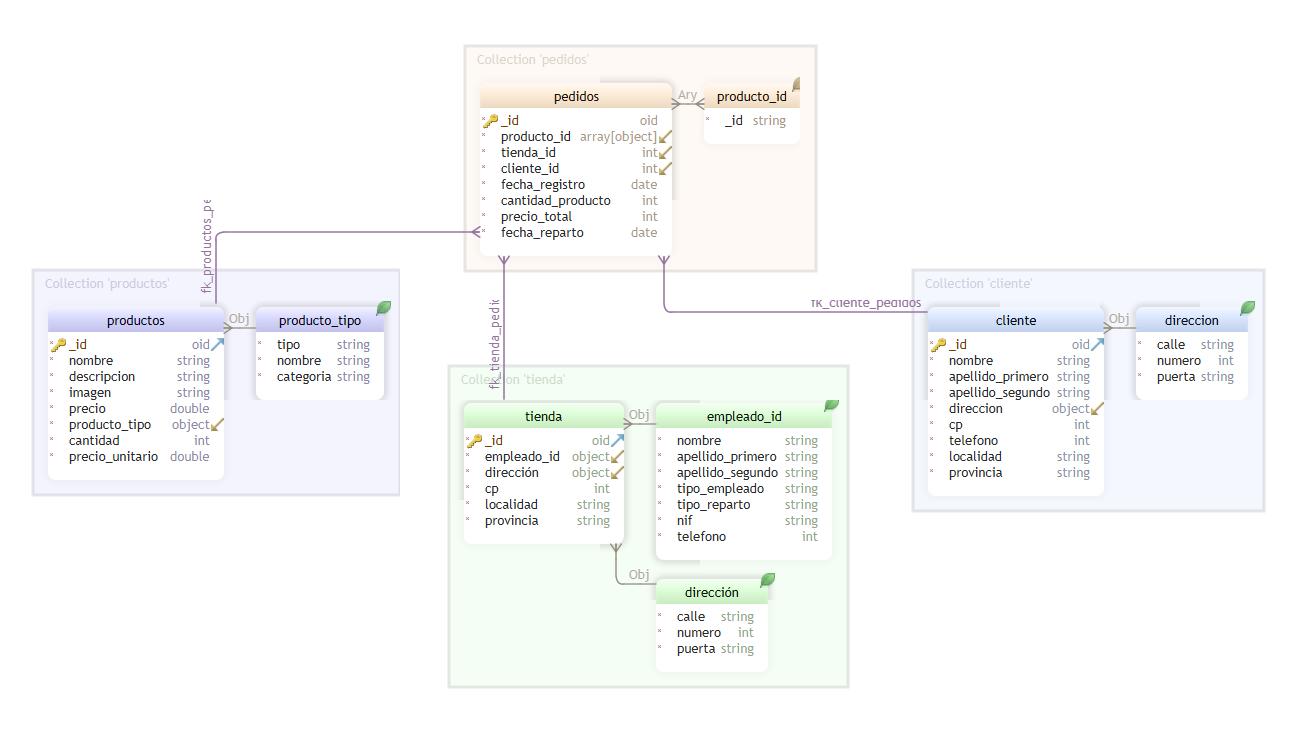 Collection 'pedidos'
pedidos
_id oid
producto_id array[object]
tienda_id int
cliente_id int
fecha_registro date
cantidad_producto int
precio_total int
fecha_reparto date
Ary
producto_id
_id string
fk_productos_pe
Collection 'productos'
productos
_id oid
nombre string
descripcion string
imagen string
precio double
producto_tipo object
cantidad int
precio_unitario double
Obj
producto_tipo
tipo string
nombre string
categoria string
fk_tienda_pedic
fk_cliente_pedidos
Collection 'cliente'
cliente
_id oid
nombre string
apellido_primero string
apellido_segundo string
direccion object
cp int
telefono int
localidad string
provincia string
Obj
direccion
calle string
numero int
puerta string
Collection 'tienda'
tienda
_id oid
empleado_id object
dirección object
cp int
localidad string
provincia string
Obj
empleado_id
nombre string
apellido_primero string
apellido_segundo string
tipo_empleado string
tipo_reparto string
nif string
telefono int
Obj
dirección
calle string
numero int
puerta string